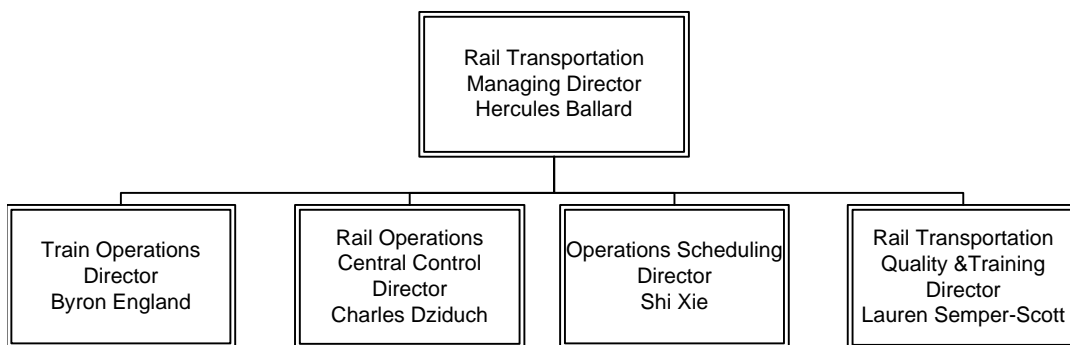 Rail Transportation
Managing Director
Hercules Ballard
Train Operations
Director
Byron England
Rail Operations
Central Control
Director
Charles Dziduch
Operations Scheduling
Director
Shi Xie
Rail Transportation
Quality &Training
Director
Lauren Semper-Scott